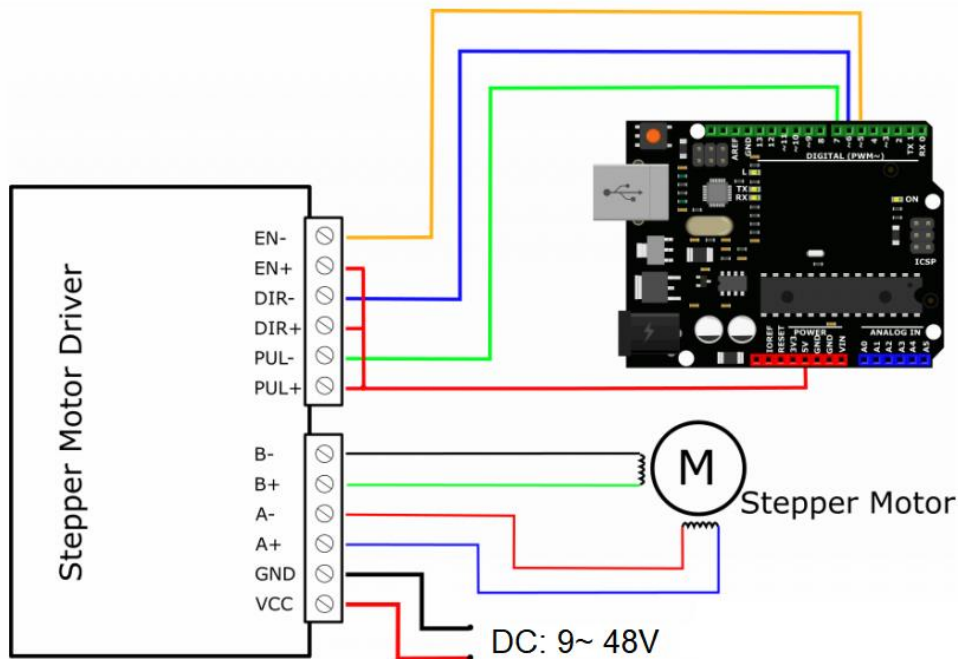 Stepper Motor Driver
EN-
EN+
DIR-
DIR+
PUL-
PUL+
B-
B+
A-
A+
GND
VCC
AREF
GND
13
12
~11
~10
~9
8
7
~6
~5
4
~3
2
TX 1
RX 0
DIGITAL (PWM~)
L
TX
RX
ON
ICSP
POWER
ANALOG IN
IOREF
RESET
3V3
5V
GND
GND
VIN
A0
A1
A2
A3
A4
A5
M
Stepper Motor
DC: 9~ 48V